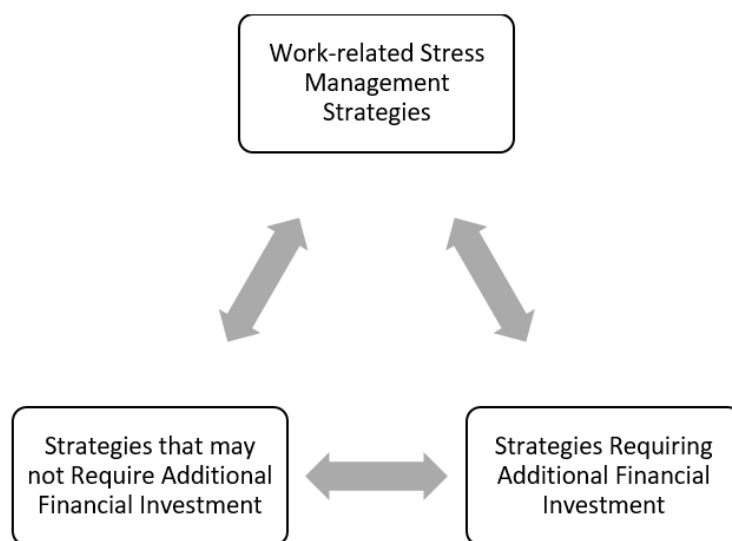 Work-related Stress
Management
Strategies
Strategies that may
not Require Additional
Financial Investment
Strategies Requiring
Additional Financial
Investment